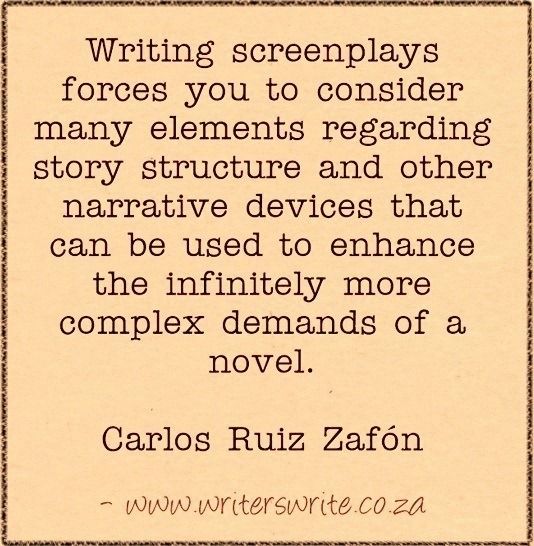 Writing screenplays
forces you to consider
many elements regarding
story structure and other
narrative devices that
can be used to enhance
the infinitely more
complex demands of a
novel.
Carlos Ruiz Zafón
- www.writerswrite.co.za